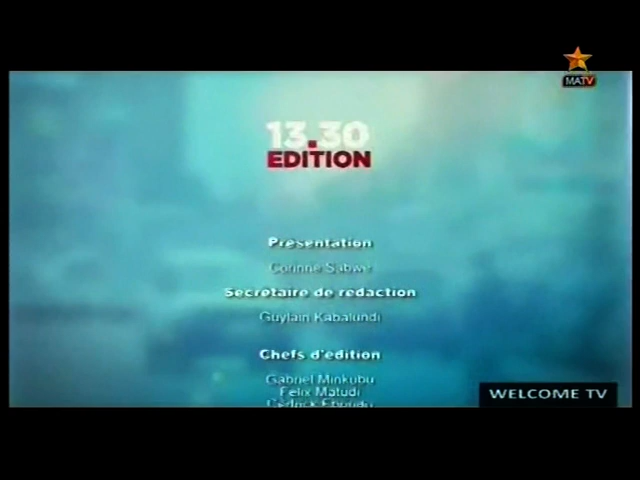 MATV
13.30
EDITION
Présentation
Corinne Sabwe
Secrétaire de rédaction
Guylain Kabalundi
Chefs d'édition
Gabriel Minkubu
Felix Matudi
WELCOME TV